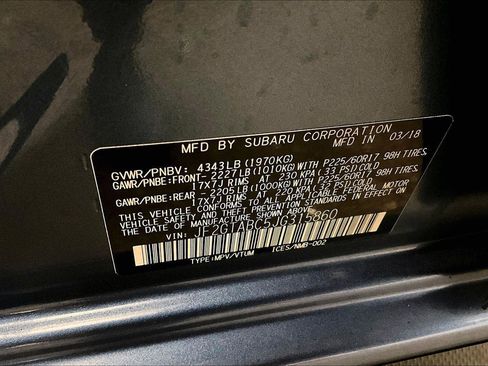 MFD BY SUBARU CORPORATION 03/18
MFD IN
GVWR/PNBV: 4343LB (1970KG)
GAWR/PNBE: FRONT-2227LB (1010KG) WITH P225/60R17 98H TIRES.
17X7J RIMS AT 230 KPA (33 PSI) COLD
GAWR/PNBE: REAR -2205LB (1000KG) WITH P225/60R17 98H TIRES,
17X7J RIMS AT 220 KPA (32 PSI) COLD
THIS VEHICLE CONFORMS TO ALL APPLICABLE FEDERAL MOTOR
VEHICLE SAFETY STANDARDS IN EFFECT ON
THE DATE OF MANUFACTURE SHOWN ABOVE.
VIN: JF2GTABC5JG315860
TYPE:MPV/VTUM ICES/NMB-002